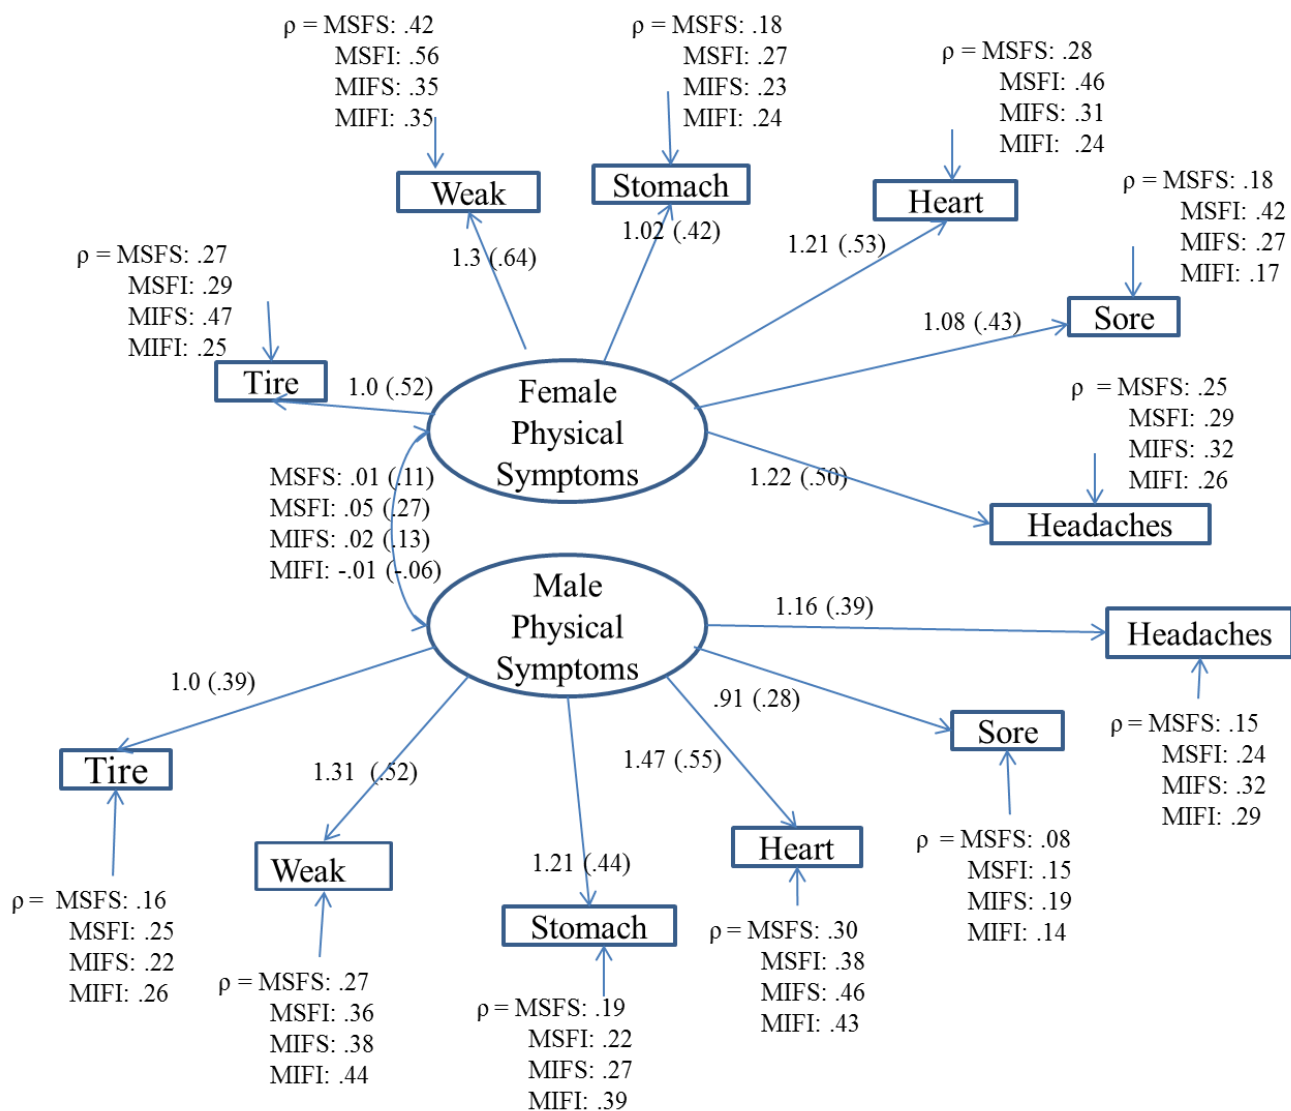 ρ = MSFS: .42
MSFI: .56
MIFS: .35
MIFI: .35
ρ = MSFS: .18
MSFI: .27
MIFS: .23
MIFI: .24
ρ = MSFS: .28
MSFI: .46
MIFS: .31
MIFI: .24
ρ = MSFS: .18
MSFI: .42
MIFS: .27
MIFI: .17
Weak
Stomach
Heart
1.3 (.64)
1.02 (.42)
1.21 (.53)
ρ = MSFS: .27
MSFI: .29
MIFS: .47
MIFI: .25
Sore
1.08 (.43)
Tire
1.0 (.52)
Female
Physical
Symptoms
ρ = MSFS: .25
MSFI: .29
MIFS: .32
MIFI: .26
1.22 (.50)
Headaches
MSFS: .01 (.11)
MSFI: .05 (.27)
MIFS: .02 (.13)
MIFI: -.01 (-.06)
Male
Physical
Symptoms
1.16 (.39)
Headaches
1.0 (.39)
.91 (.28)
Sore
ρ = MSFS: .15
MSFI: .24
MIFS: .32
MIFI: .29
Tire
1.31 (.52)
1.47 (.55)
Heart
Weak
1.21 (.44)
Stomach
ρ = MSFS: .08
MSFI: .15
MIFS: .19
MIFI: .14
ρ = MSFS: .16
MSFI: .25
MIFS: .22
MIFI: .26
ρ = MSFS: .27
MSFI: .36
MIFS: .38
MIFI: .44
ρ = MSFS: .19
MSFI: .22
MIFS: .27
MIFI: .39
ρ = MSFS: .30
MSFI: .38
MIFS: .46
MIFI: .43